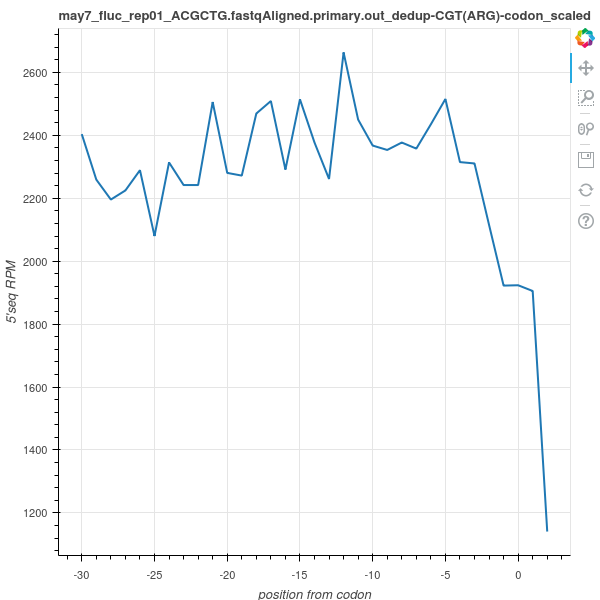 may7_fluc_rep01_ACGCTG.fastqAligned.primary.out_dedup-CGT(ARG)-codon_scaled
2600
2400
2200
2000
1800
1600
1400
1200
5'seq RPM
-30 -25 -20 -15 -10 -5 0
position from codon